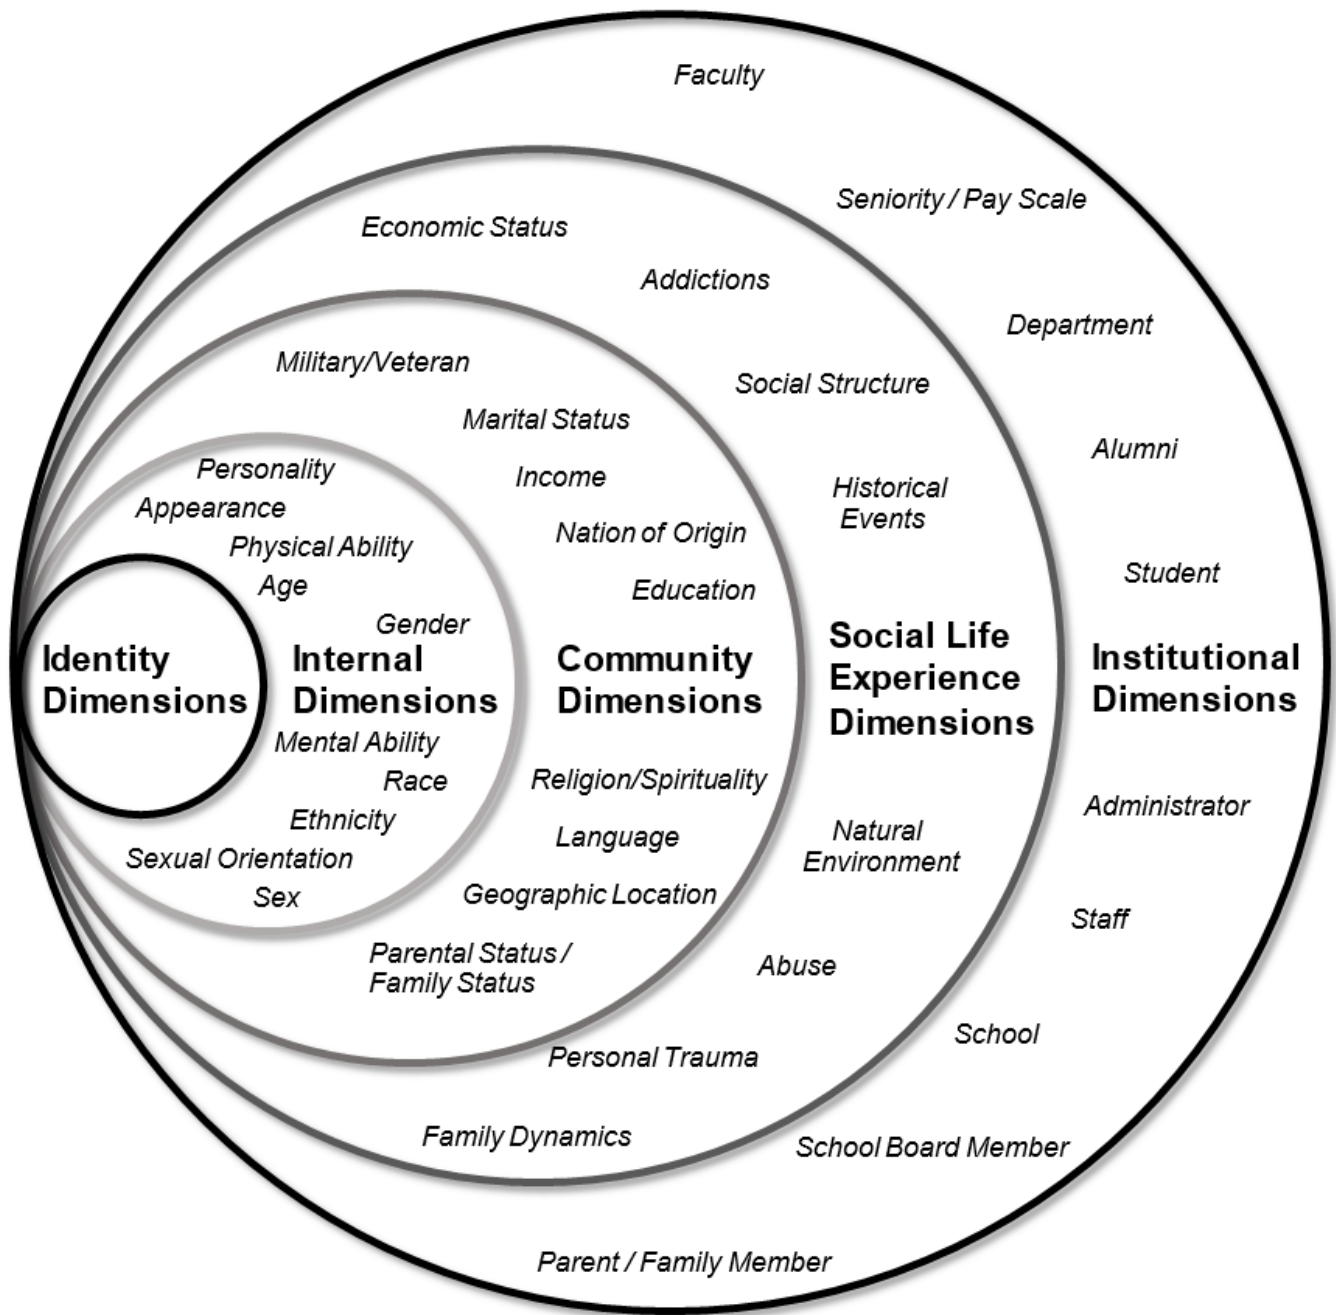 Faculty
Seniority / Pay Scale
Economic Status
Addictions
Department
Military/Veteran
Social Structure
Marital Status
Alumni
Personality
Income
Historical
Events
Appearance
Nation of Origin
Physical Ability
Student
Age
Education
Gender
Identity
Dimensions
Internal
Dimensions
Community
Dimensions
Social Life
Experience
Dimensions
Institutional
Dimensions
Mental Ability
Race
Religion/Spirituality
Administrator
Ethnicity
Language
Natural
Environment
Sexual Orientation
Sex
Geographic Location
Staff
Parental Status /
Family Status
Abuse
School
Personal Trauma
Family Dynamics
School Board Member
Parent / Family Member